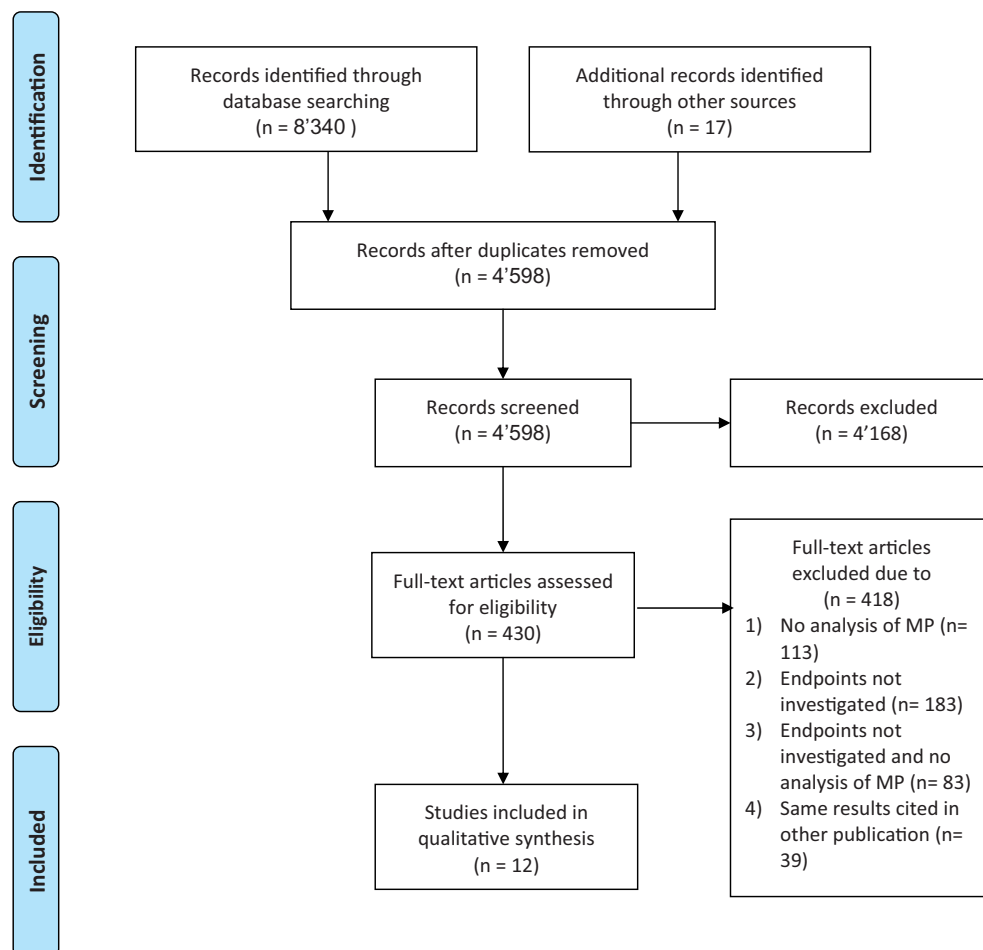 Identification
Records identified through
database searching
(n = 8'340 )
Additional records identified
through other sources
(n = 17)
Records after duplicates removed
(n = 4'598)
Screening
Records screened
(n = 4'598)
Records excluded
(n = 4'168)
Eligibility
Full-text articles assessed
for eligibility
(n = 430)
Full-text articles
excluded due to
(n = 418)
1) No analysis of MP (n=
113)
2) Endpoints not
investigated (n= 183)
3) Endpoints not
investigated and no
analysis of MP (n= 83)
4) Same results cited in
other publication (n=
39)
Included
Studies included in
qualitative synthesis
(n = 12)